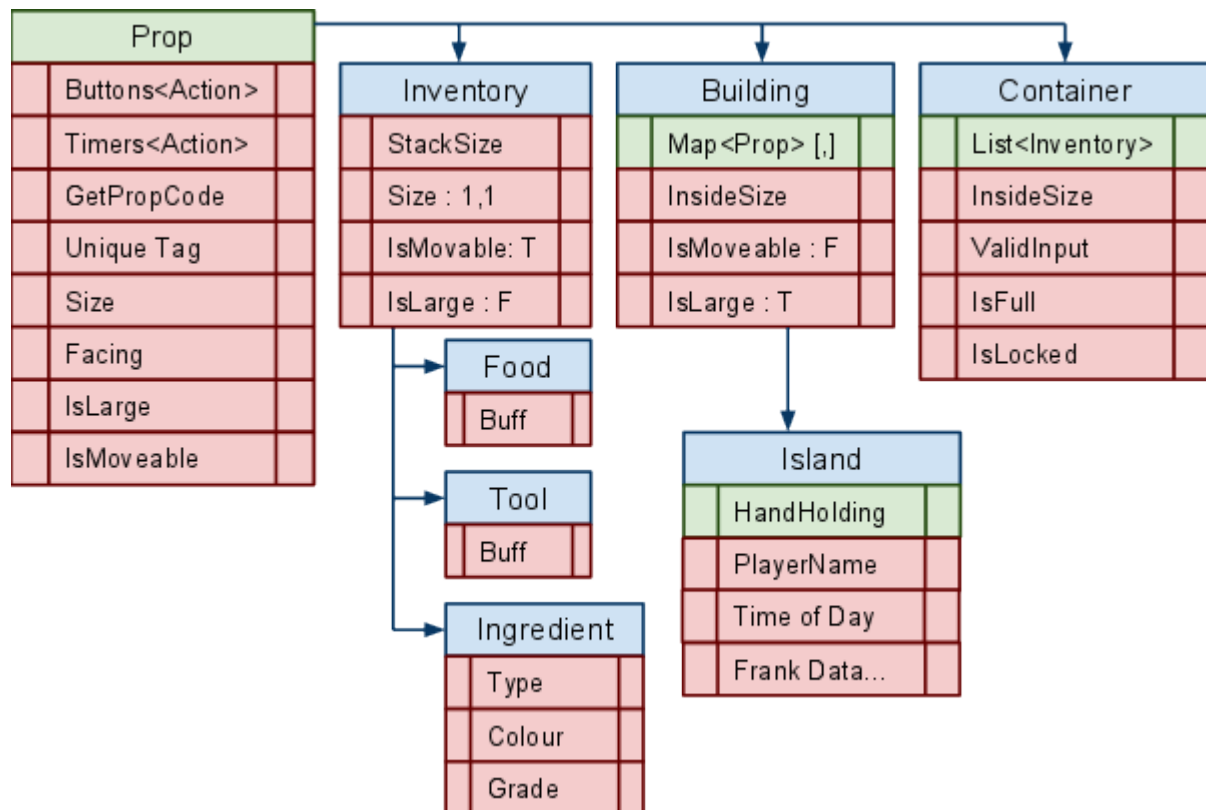 Prop
Buttons<Action>
Timers<Action>
GetPropCode
Unique Tag
Size
Facing
IsLarge
IsMoveable
Inventory
StackSize
Size : 1,1
IsMovable: T
IsLarge : F
Food
Buff
Tool
Buff
Ingredient
Type
Colour
Grade
Building
Map<Prop> [,]
InsideSize
IsMoveable : F
IsLarge : T
Island
HandHolding
PlayerName
Time of Day
Frank Data...
Container
List<Inventory>
InsideSize
ValidInput
IsFull
IsLocked